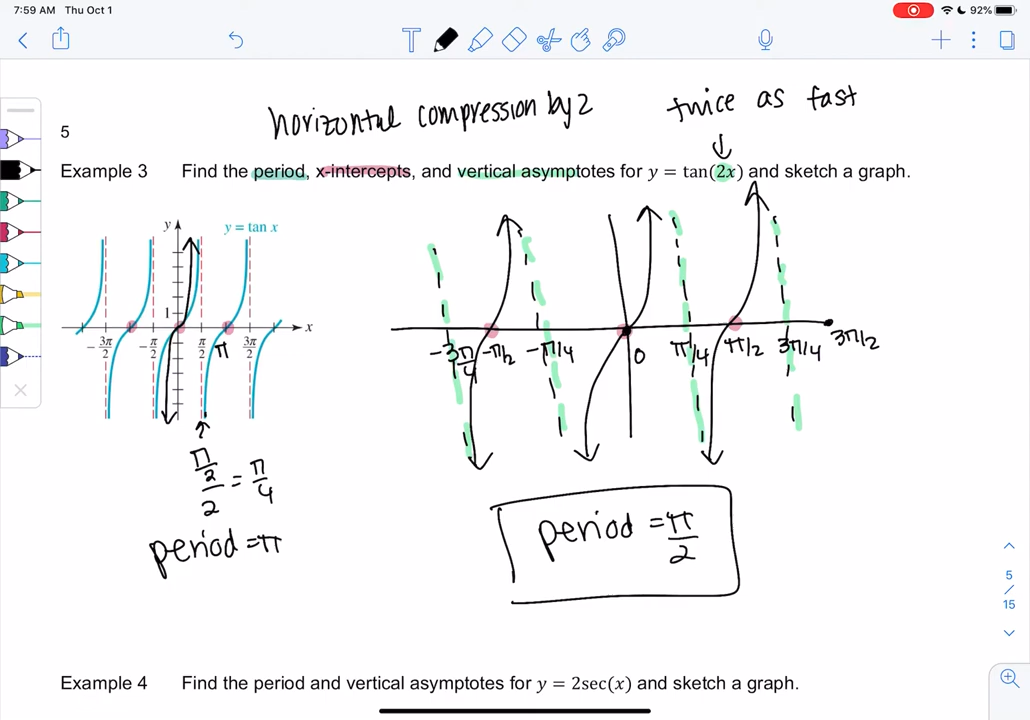 7:59 AM Thu Oct 1
92%
T
horizontal compression by 2
twice as fast
5
Example 3 Find the period, x-intercepts, and vertical asymptotes for y = tan(2x) and sketch a graph.
y
y = tan x
1
x
-3π/2 -π/2 π/2 π 3π/2
-3π/4 -π/2 -π/4 0 π/4 π/2 3π/4 3π/2
π/2/2 = π/4
period = π
period = π/2
5
/
15
Example 4 Find the period and vertical asymptotes for y = 2sec(x) and sketch a graph.